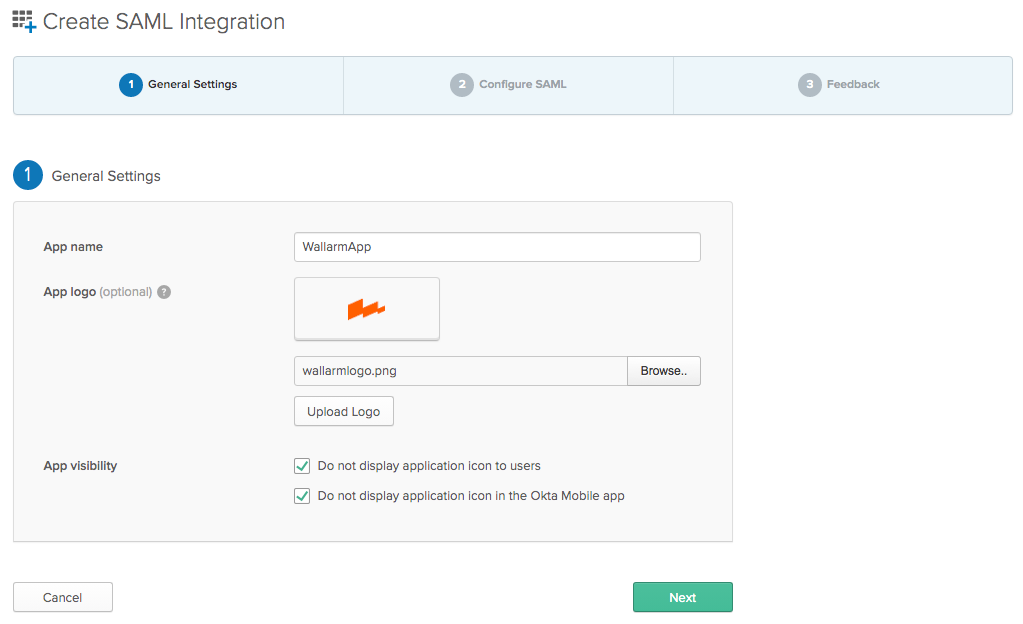 Create SAML Integration
1 General Settings
2 Configure SAML
3 Feedback
1 General Settings
App name
WallarmApp
App logo (optional) ?
wallarmlogo.png
Browse..
Upload Logo
App visibility
Do not display application icon to users
Do not display application icon in the Okta Mobile app
Cancel
Next